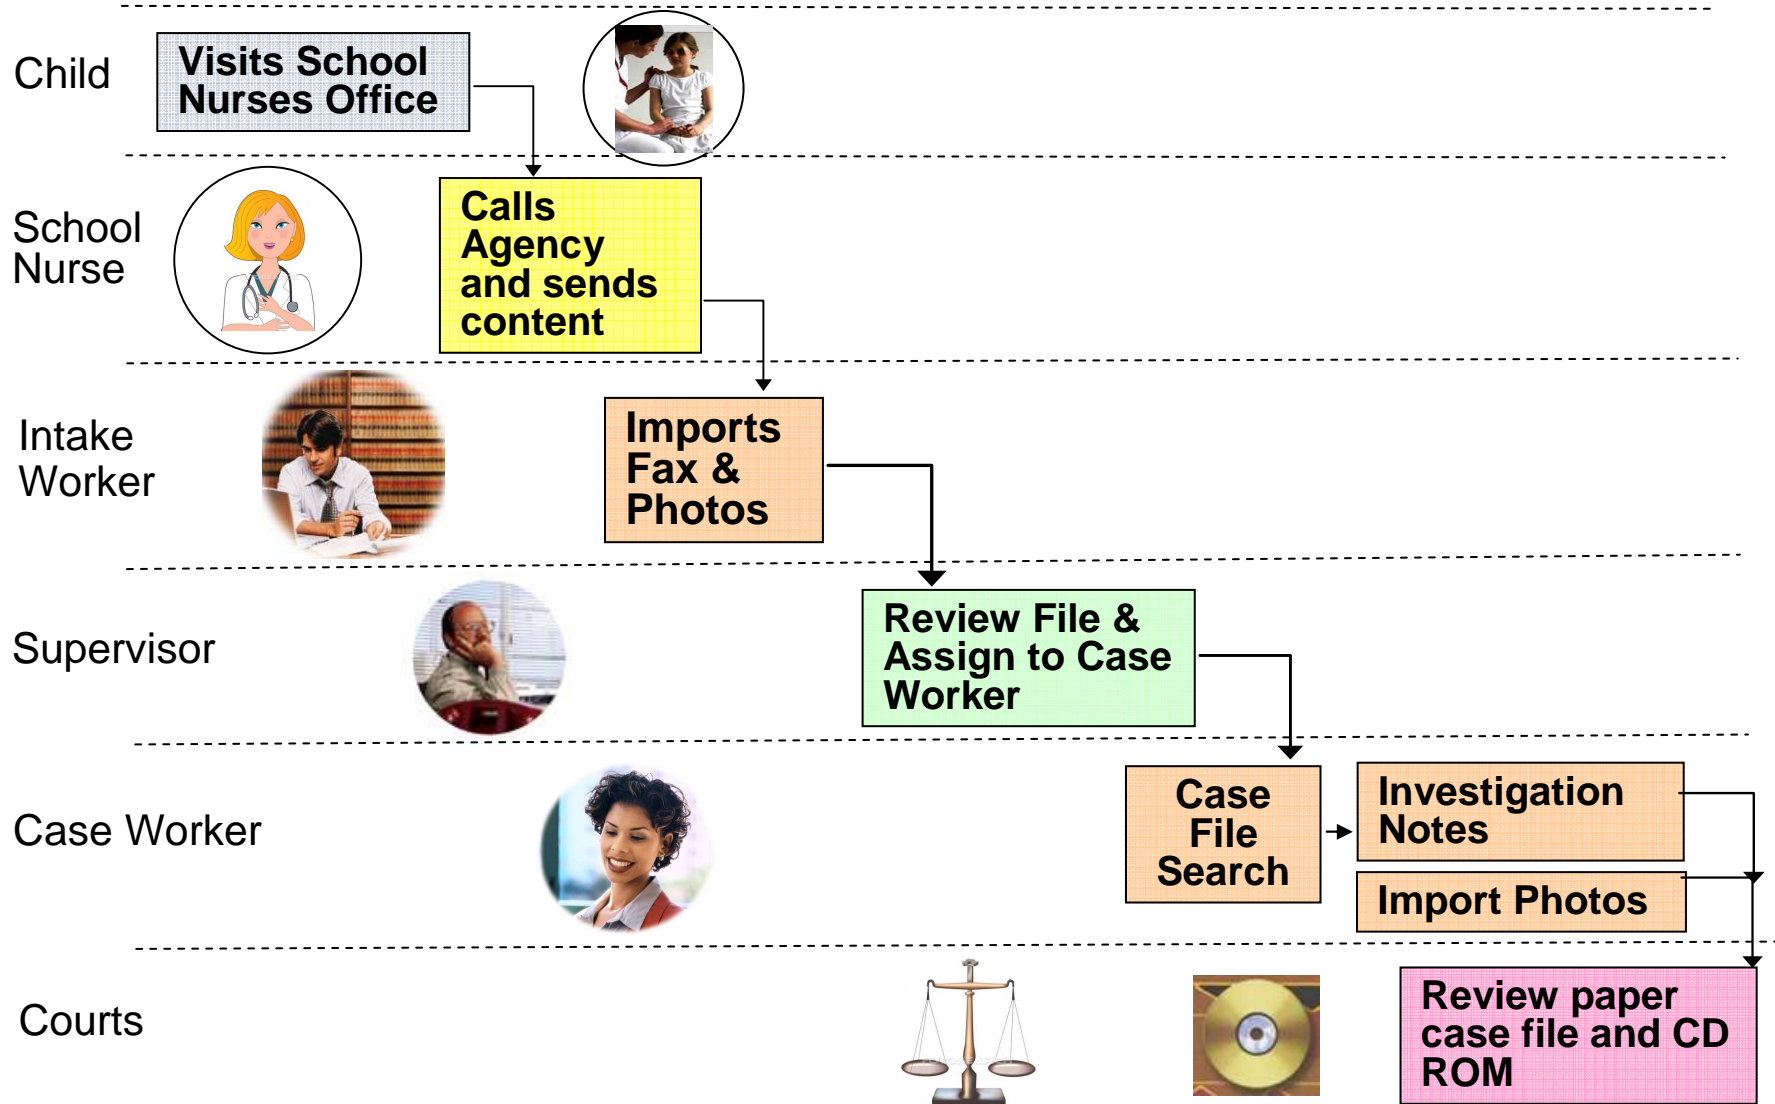 Child
Visits School
Nurses Office
School
Nurse
Calls
Agency
and sends
content
Intake
Worker
Imports
Fax &
Photos
Supervisor
Review File &
Assign to Case
Worker
Case Worker
Case
File
Search
Investigation
Notes
Import Photos
Courts
Review paper
case file and CD
ROM